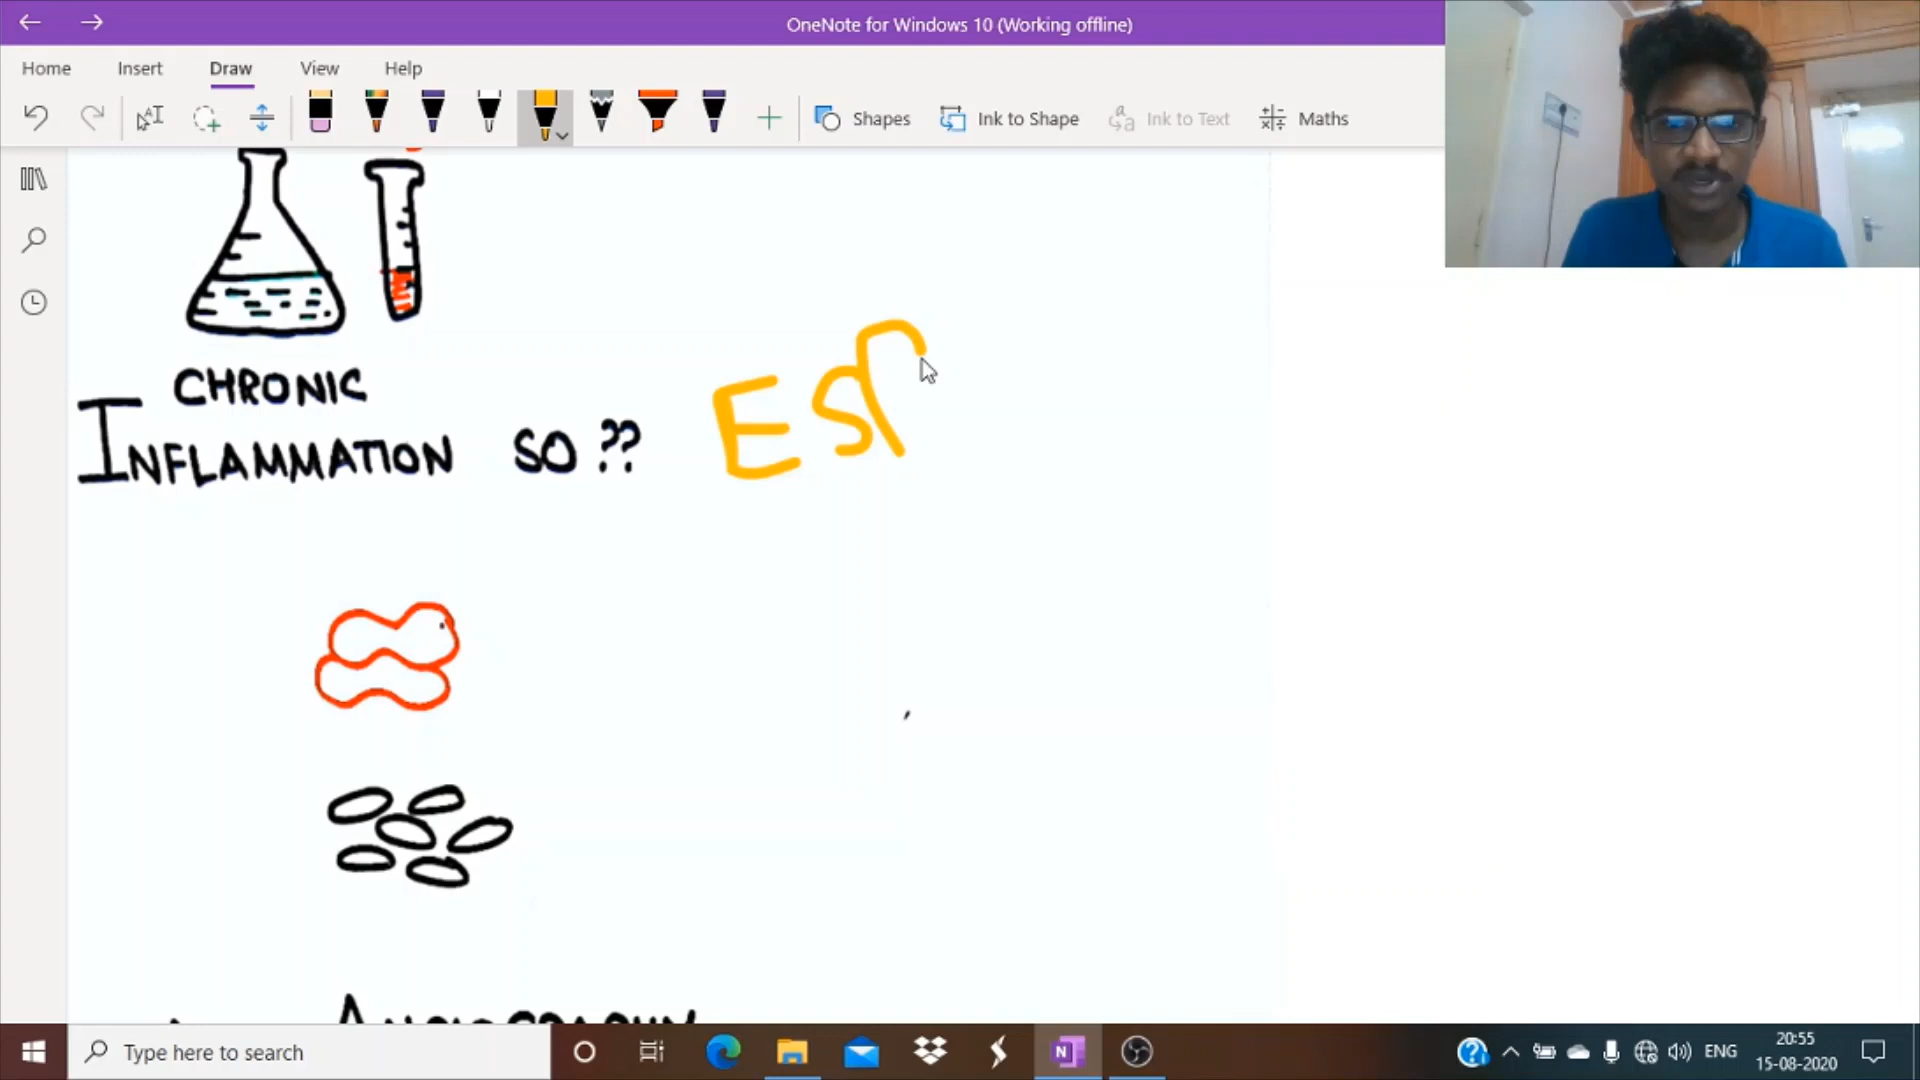 OneNote for Windows 10 (Working offline)
Home Insert Draw View Help
Shapes Ink to Shape Ink to Text Maths
CHRONIC
INFLAMMATION SO ??
ES
Type here to search
ENG
20:55
15-08-2020